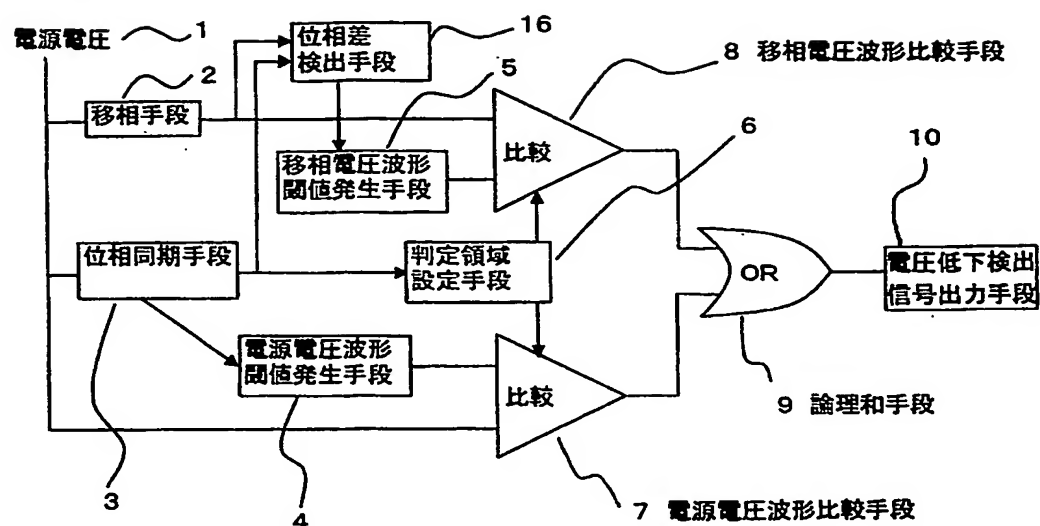 電源電圧 1
位相差
検出手段
16
2
移相手段
5
8 移相電圧波形比較手段
移相電圧波形
閾値発生手段
比較
6
10
位相同期手段
判定領域
設定手段
OR
電圧低下検出
信号出力手段
電源電圧波形
閾値発生手段
比較
9 論理和手段
3
4
7 電源電圧波形比較手段